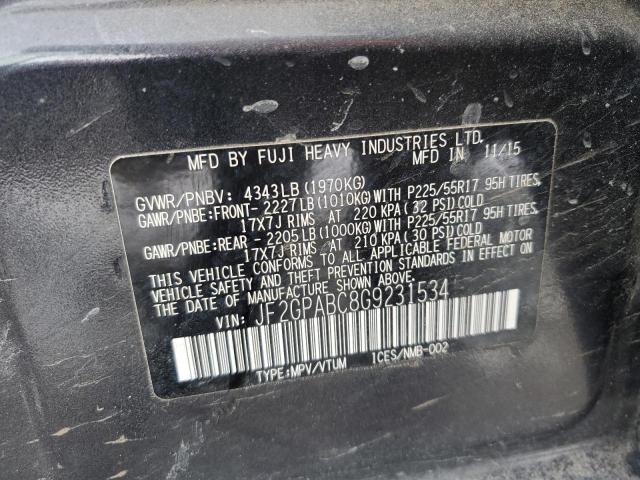 MFD BY FUJI HEAVY INDUSTRIES LTD.
MFD IN 11/15
GVWR/PNBV: 4343LB(1970KG)
GAWR/PNBE:FRONT-2227LB(1010KG)WITH P225/55R17 95H TIRES,
17X7J RIMS AT 220 KPA(32 PSI)COLD
GAWR/PNBE:REAR -2205LB(1000KG)WITH P225/55R17 95H TIRES,
17X7J RIMS AT 210 KPA(30 PSI)COLD
THIS VEHICLE CONFORMS TO ALL APPLICABLE FEDERAL MOTOR
VEHICLE SAFETY AND THEFT PREVENTION STANDARDS IN EFFECT ON
THE DATE OF MANUFACTURE SHOWN ABOVE.
VIN: JF2GPABC8G9231534
TYPE:MPV/VTUM ICES/NMB-002